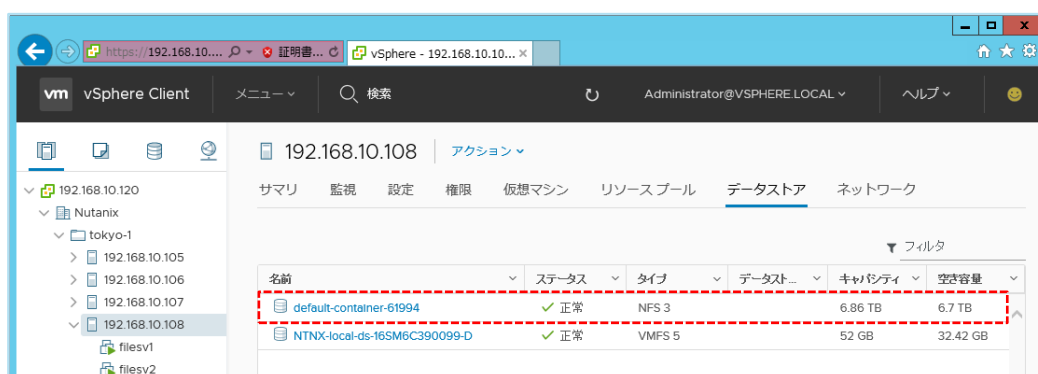 https://192.168.10.... 証明書... vSphere - 192.168.10.10... ×
vm vSphere Client メニュー 検索 Administrator@VSPHERE.LOCAL ヘルプ
192.168.10.108 アクション
サマリ 監視 設定 権限 仮想マシン リソース プール データストア ネットワーク
192.168.10.120
Nutanix
tokyo-1
192.168.10.105
192.168.10.106
192.168.10.107
192.168.10.108
filesv1
filesv2
フィルタ
名前 ステータス タイプ データスト... キャパシティ 空き容量
default-container-61994 正常 NFS 3 6.86 TB 6.7 TB
NTNX-local-ds-16SM6C390099-D 正常 VMFS 5 52 GB 32.42 GB